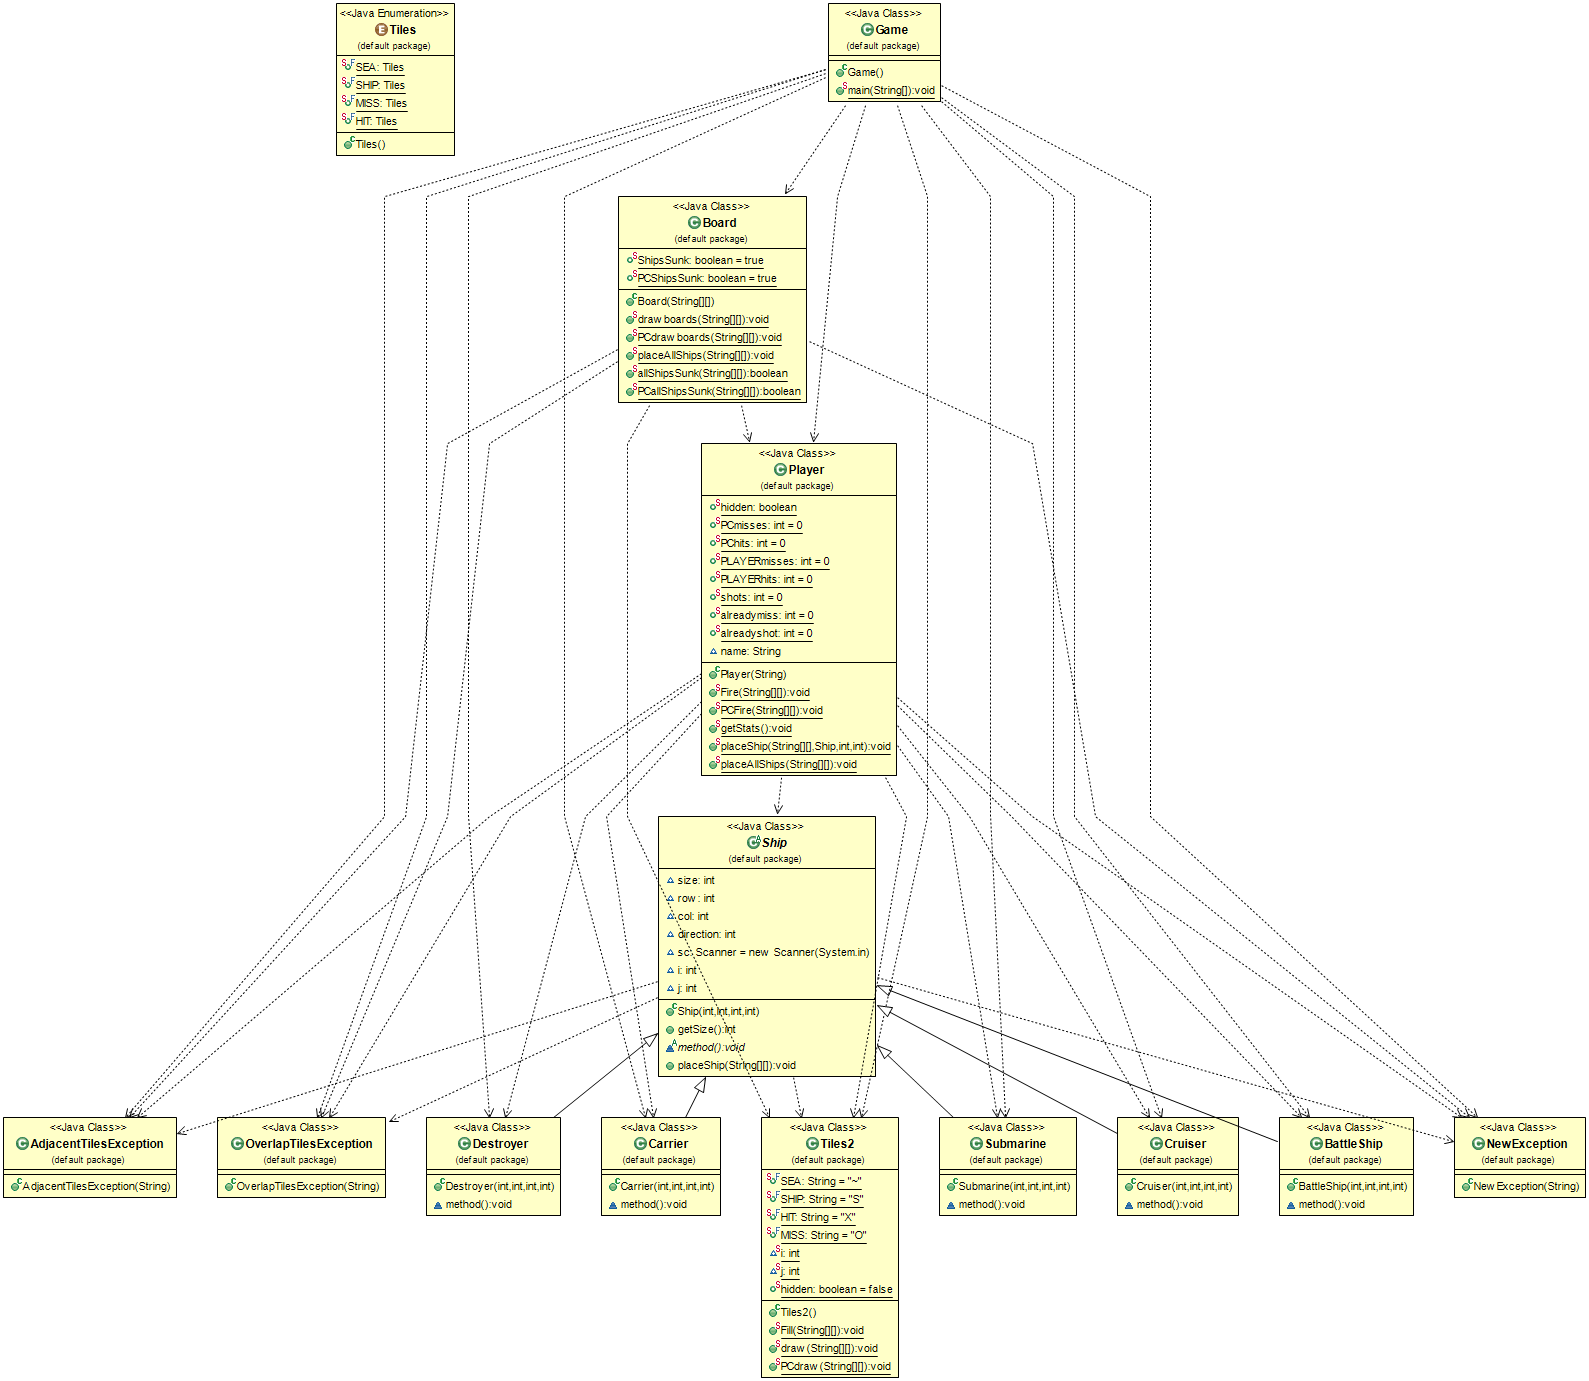 <<Java Enumeration>>
Tiles
(default package)
SEA: Tiles
SHIP: Tiles
MISS: Tiles
HIT: Tiles
Tiles()
<<Java Class>>
Game
(default package)
Game()
main(String[]):void
<<Java Class>>
Board
(default package)
ShipsSunk: boolean = true
PCShipsSunk: boolean = true
Board(String[][])
draw boards(String[][]):void
PCdraw boards(String[][]):void
placeAllShips(String[][]):void
allShipsSunk(String[][]):boolean
PCallShipsSunk(String[][]):boolean
<<Java Class>>
Player
(default package)
hidden: boolean
PCmisses: int = 0
PChits: int = 0
PLAYERmisses: int = 0
PLAYERhits: int = 0
shots: int = 0
alreadymiss: int = 0
alreadyshot: int = 0
name: String
Player(String)
Fire(String[][]):void
PCFire(String[][]):void
getStats():void
placeShip(String[][],Ship,int,int):void
placeAllShips(String[][]):void
<<Java Class>>
Ship
(default package)
size: int
row: int
col: int
direction: int
sc: Scanner = new Scanner(System.in)
i: int
j: int
Ship(int,int,int,int)
getSize():int
method():void
placeShip(String[][]):void
<<Java Class>>
AdjacentTilesException
(default package)
AdjacentTilesException(String)
<<Java Class>>
OverlapTilesException
(default package)
OverlapTilesException(String)
<<Java Class>>
Destroyer
(default package)
Destroyer(int,int,int,int)
method():void
<<Java Class>>
Carrier
(default package)
Carrier(int,int,int,int)
method():void
<<Java Class>>
Tiles2
(default package)
SEA: String = "~"
SHIP: String = "S"
HIT: String = "X"
MISS: String = "O"
i: int
j: int
hidden: boolean = false
Tiles2()
Fill(String[][]):void
draw (String[][]):void
PCdraw (String[][]):void
<<Java Class>>
Submarine
(default package)
Submarine(int,int,int,int)
method():void
<<Java Class>>
Cruiser
(default package)
Cruiser(int,int,int,int)
method():void
<<Java Class>>
BattleShip
(default package)
BattleShip(int,int,int,int)
method():void
<<Java Class>>
NewException
(default package)
NewException(String)